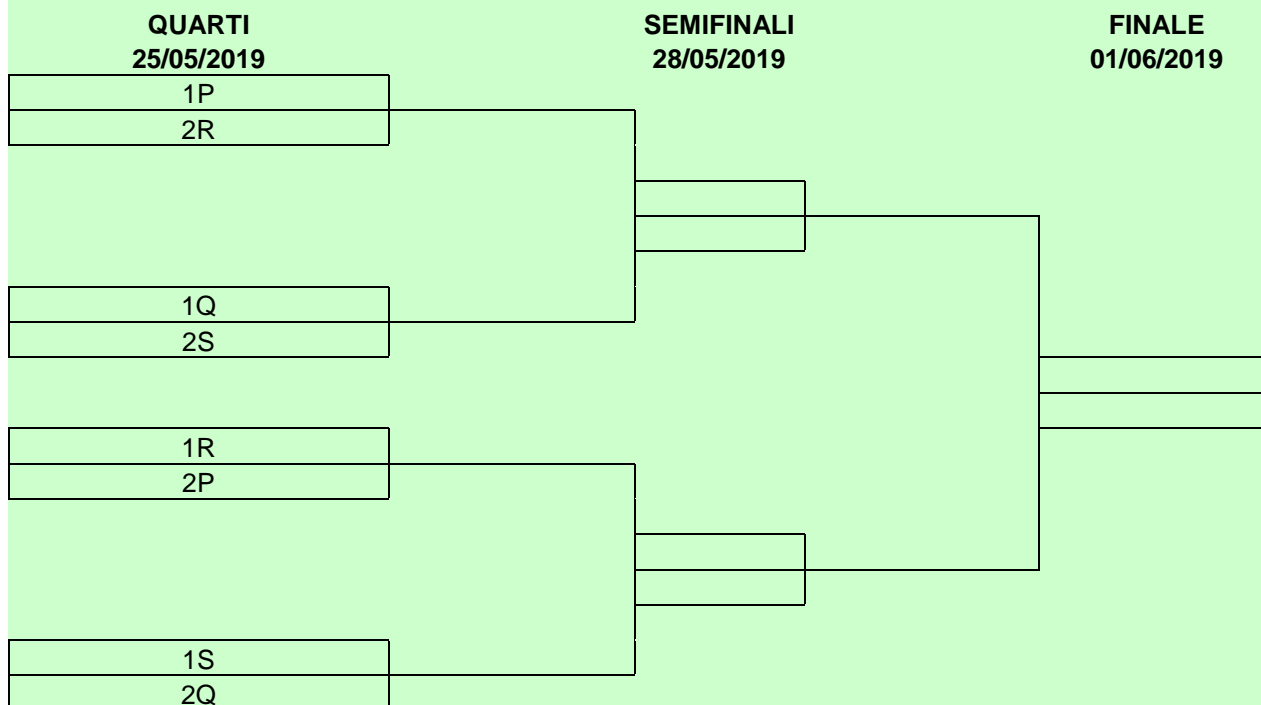 QUARTI
25/05/2019
SEMIFINALI
28/05/2019
FINALE
01/06/2019
1P
2R
1Q
2S
1R
2P
1S
2Q